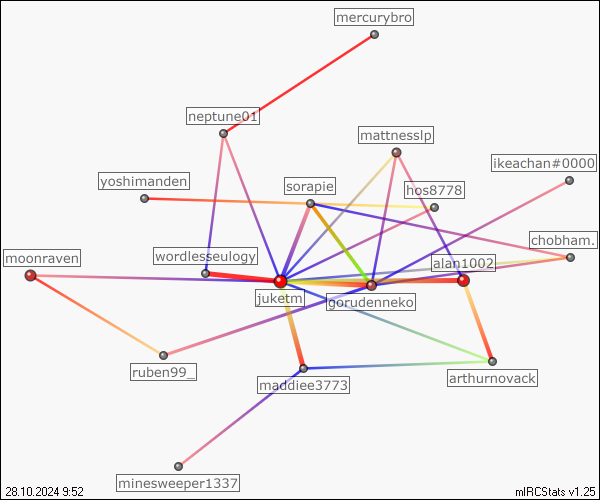 mercurybro
neptune01
mattnesslp
ikeachan#0000
yoshimanden
sorapie
hos8778
chobham.
moonraven
wordlesseulogy
alan1002
juketm
gorudenneko
ruben99_
maddiee3773
arthurnovack
minesweeper1337
28.10.2024 9:52
mIRCStats v1.25